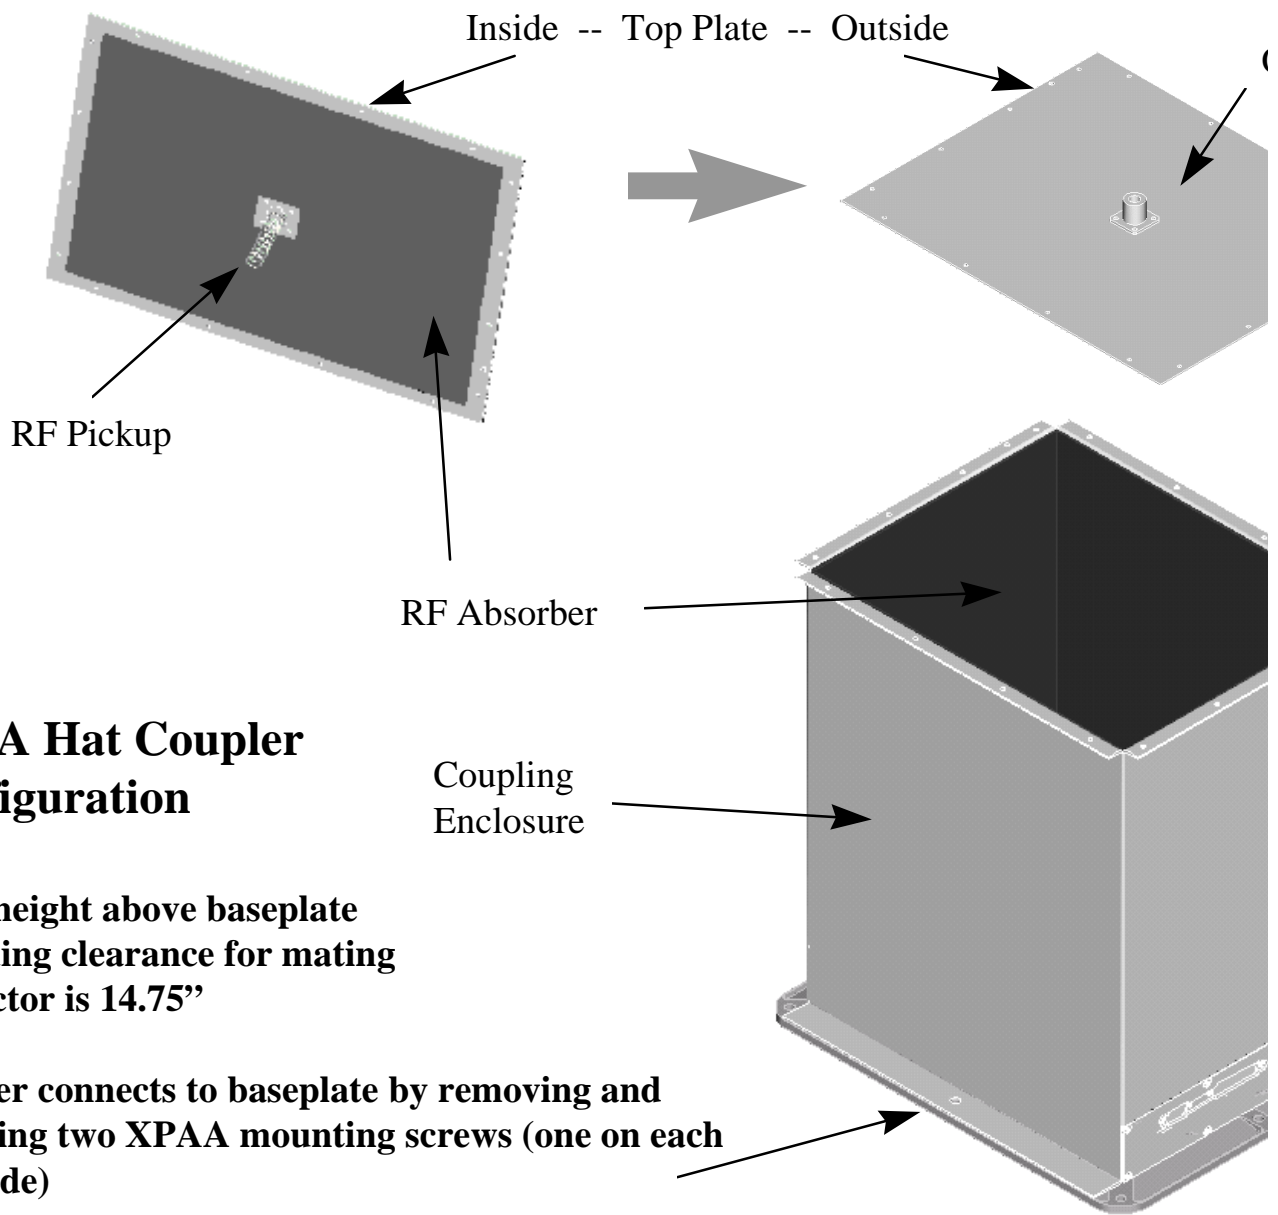 Inside -- Top Plate -- Outside
RF Pickup
RF Absorber
A Hat Coupler
iguration
Coupling
Enclosure
height above baseplate
ing clearance for mating
ctor is 14.75”
er connects to baseplate by removing and
ing two XPAA mounting screws (one on each
de)